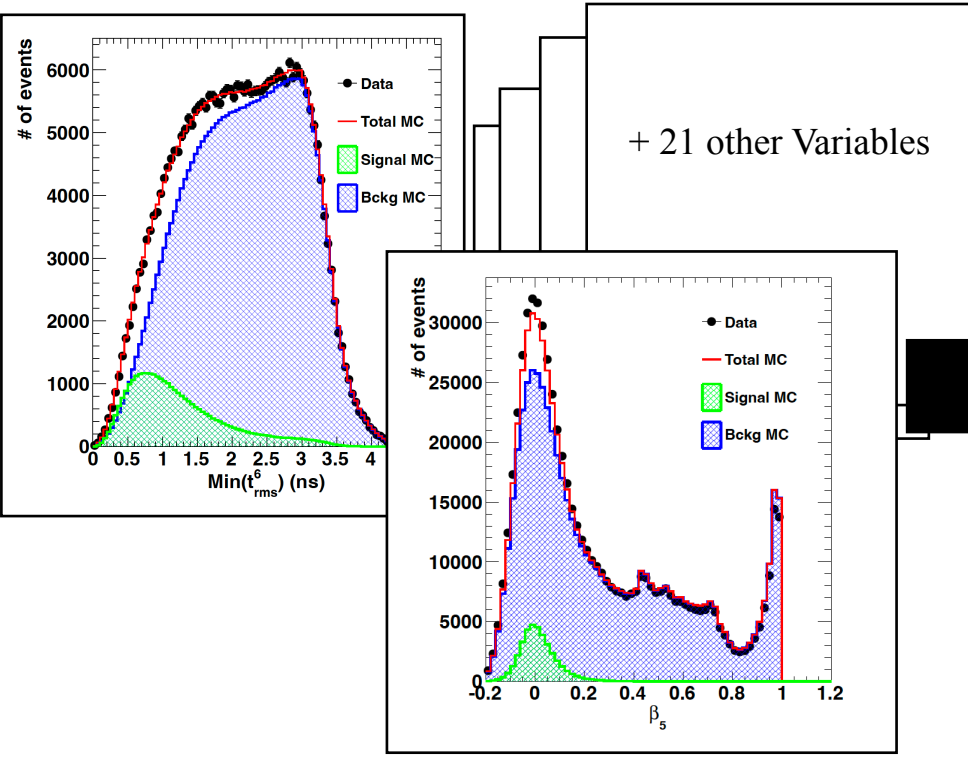 # of events
6000
5000
4000
3000
2000
1000
0
0 0.5 1 1.5 2 2.5 3 3.5 4
Min(t⁶rms) (ns)
Data
Total MC
Signal MC
Bckg MC
+ 21 other Variables
# of events
30000
25000
20000
15000
10000
5000
0
-0.2 0 0.2 0.4 0.6 0.8 1 1.2
β₅
Data
Total MC
Signal MC
Bckg MC